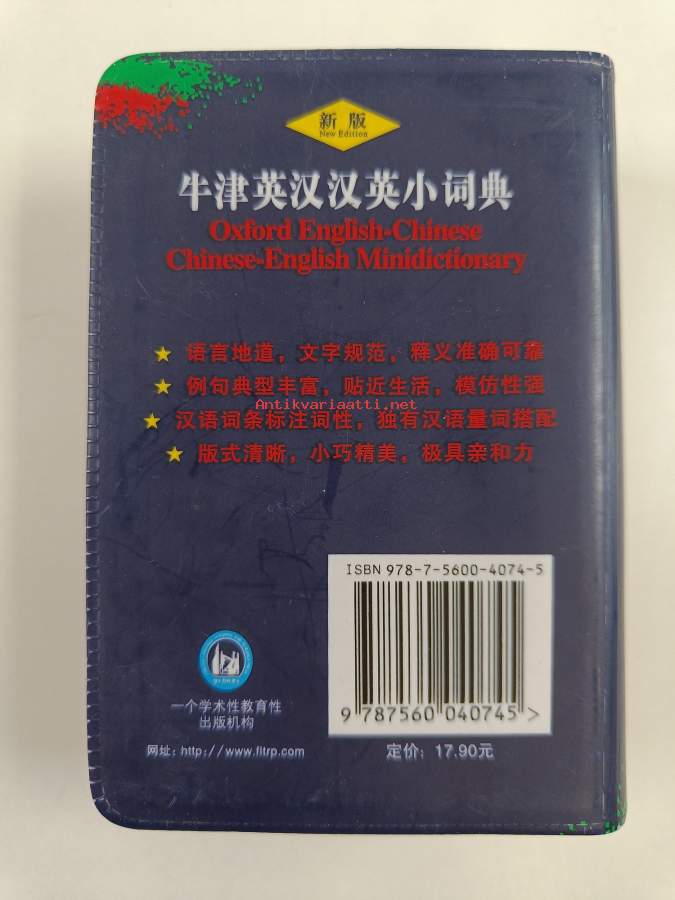 新版
New Edition
牛津英汉汉英小词典
Oxford English-Chinese
Chinese-English Minidictionary
★ 语言地道，文字规范，释义准确可靠
★ 例句典型丰富，贴近生活，模仿性强
Antikvariaatti.net
★ 汉语词条标注词性，独有汉语量词搭配
★ 版式清晰，小巧精美，极具亲和力
ISBN 978-7-5600-4074-5
9 787560 040745 >
一个学术性教育性
出版机构
网址：http://www.fltrp.com
定价：17.90元